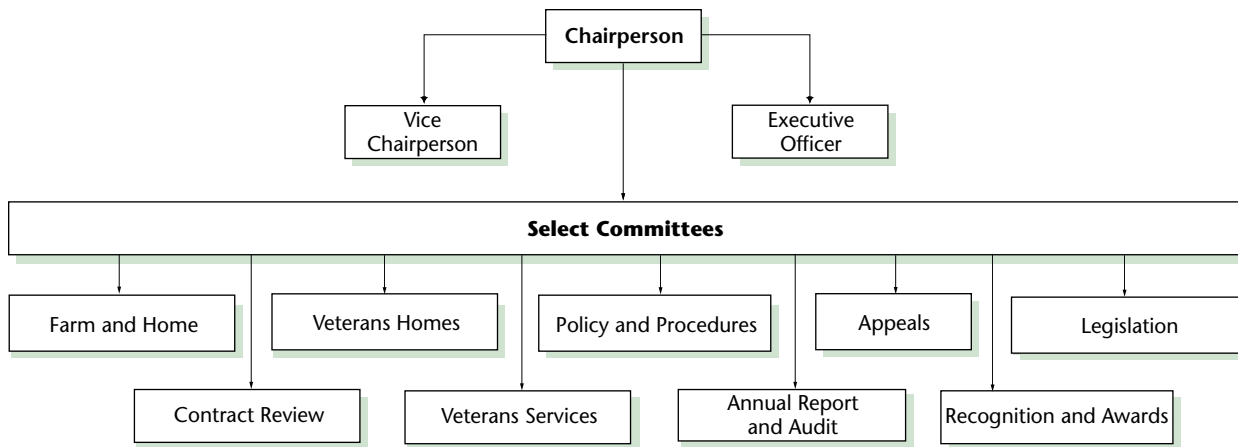 Chairperson
Vice
Chairperson
Executive
Officer
Select Committees
Farm and Home
Veterans Homes
Policy and Procedures
Appeals
Legislation
Contract Review
Veterans Services
Annual Report
and Audit
Recognition and Awards